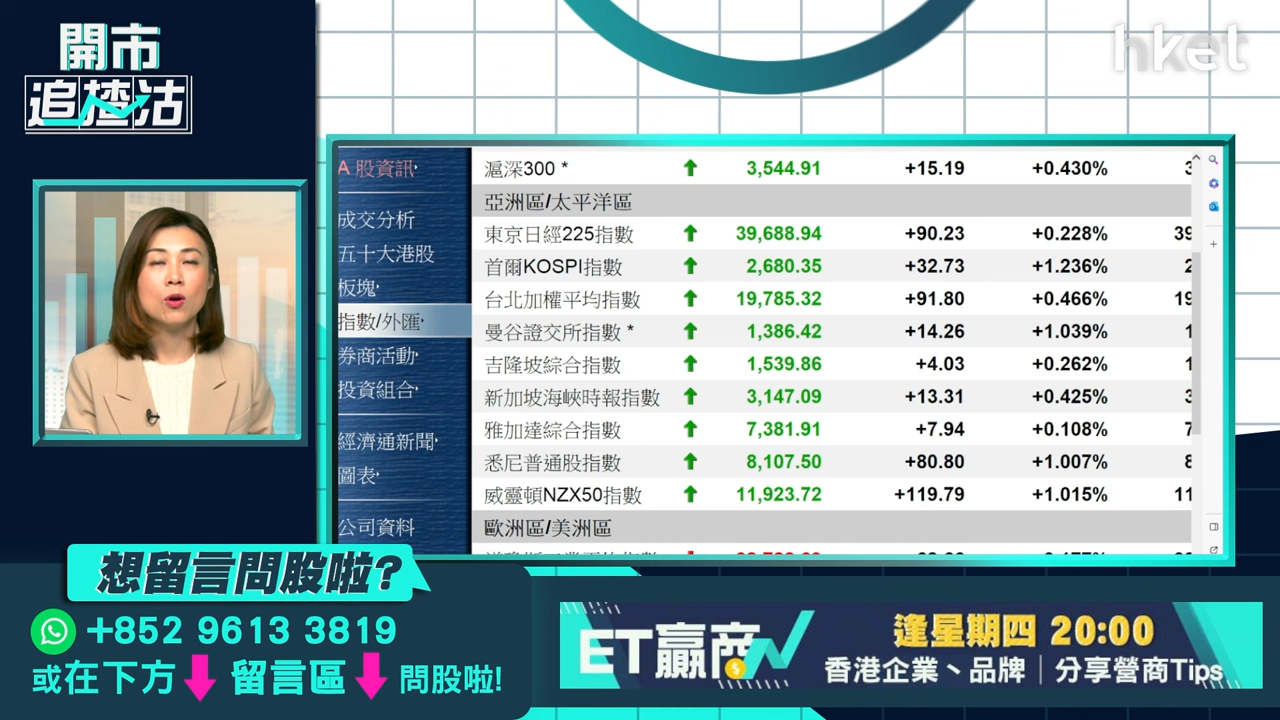 開市
追揸沽
hket
A 股資訊
成交分析
五十大港股
板塊
指數/外匯
券商活動
投資組合
經濟通新聞
圖表
公司資料
滬深300 * 3,544.91 +15.19 +0.430% 3
亞洲區/太平洋區
東京日經225指數 39,688.94 +90.23 +0.228% 39
首爾KOSPI指數 2,680.35 +32.73 +1.236% 2
台北加權平均指數 19,785.32 +91.80 +0.466% 19
曼谷證交所指數 * 1,386.42 +14.26 +1.039% 1
吉隆坡綜合指數 1,539.86 +4.03 +0.262% 1
新加坡海峽時報指數 3,147.09 +13.31 +0.425% 3
雅加達綜合指數 7,381.91 +7.94 +0.108% 7
悉尼普通股指數 8,107.50 +80.80 +1.007% 8
威靈頓NZX50指數 11,923.72 +119.79 +1.015% 11
歐洲區/美洲區
想留言問股啦?
+852 9613 3819
或在下方 留言區 問股啦!
ET贏商
逢星期四 20:00
香港企業、品牌|分享營商Tips